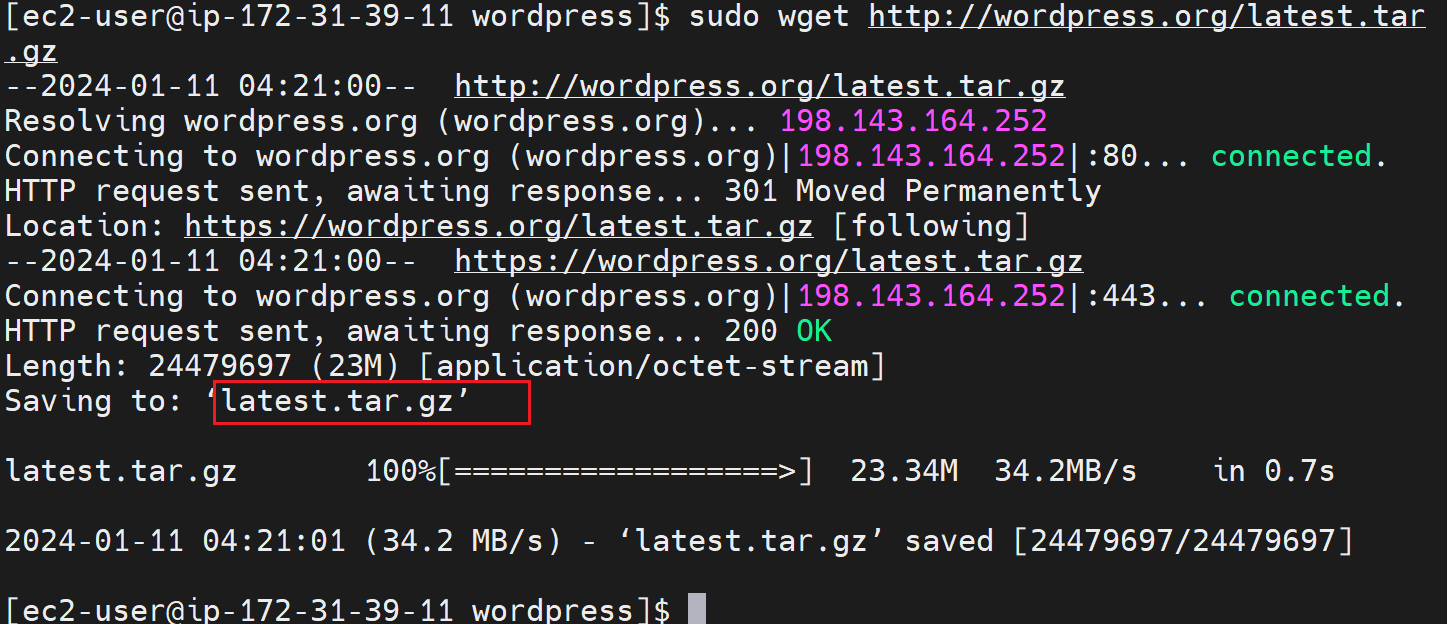 [ec2-user@ip-172-31-39-11 wordpress]$ sudo wget http://wordpress.org/latest.tar
.gz
--2024-01-11 04:21:00--  http://wordpress.org/latest.tar.gz
Resolving wordpress.org (wordpress.org)... 198.143.164.252
Connecting to wordpress.org (wordpress.org)|198.143.164.252|:80... connected.
HTTP request sent, awaiting response... 301 Moved Permanently
Location: https://wordpress.org/latest.tar.gz [following]
--2024-01-11 04:21:00--  https://wordpress.org/latest.tar.gz
Connecting to wordpress.org (wordpress.org)|198.143.164.252|:443... connected.
HTTP request sent, awaiting response... 200 OK
Length: 24479697 (23M) [application/octet-stream]
Saving to: ‘latest.tar.gz’
latest.tar.gz       100%[==================>]  23.34M  34.2MB/s    in 0.7s
2024-01-11 04:21:01 (34.2 MB/s) - ‘latest.tar.gz’ saved [24479697/24479697]
[ec2-user@ip-172-31-39-11 wordpress]$